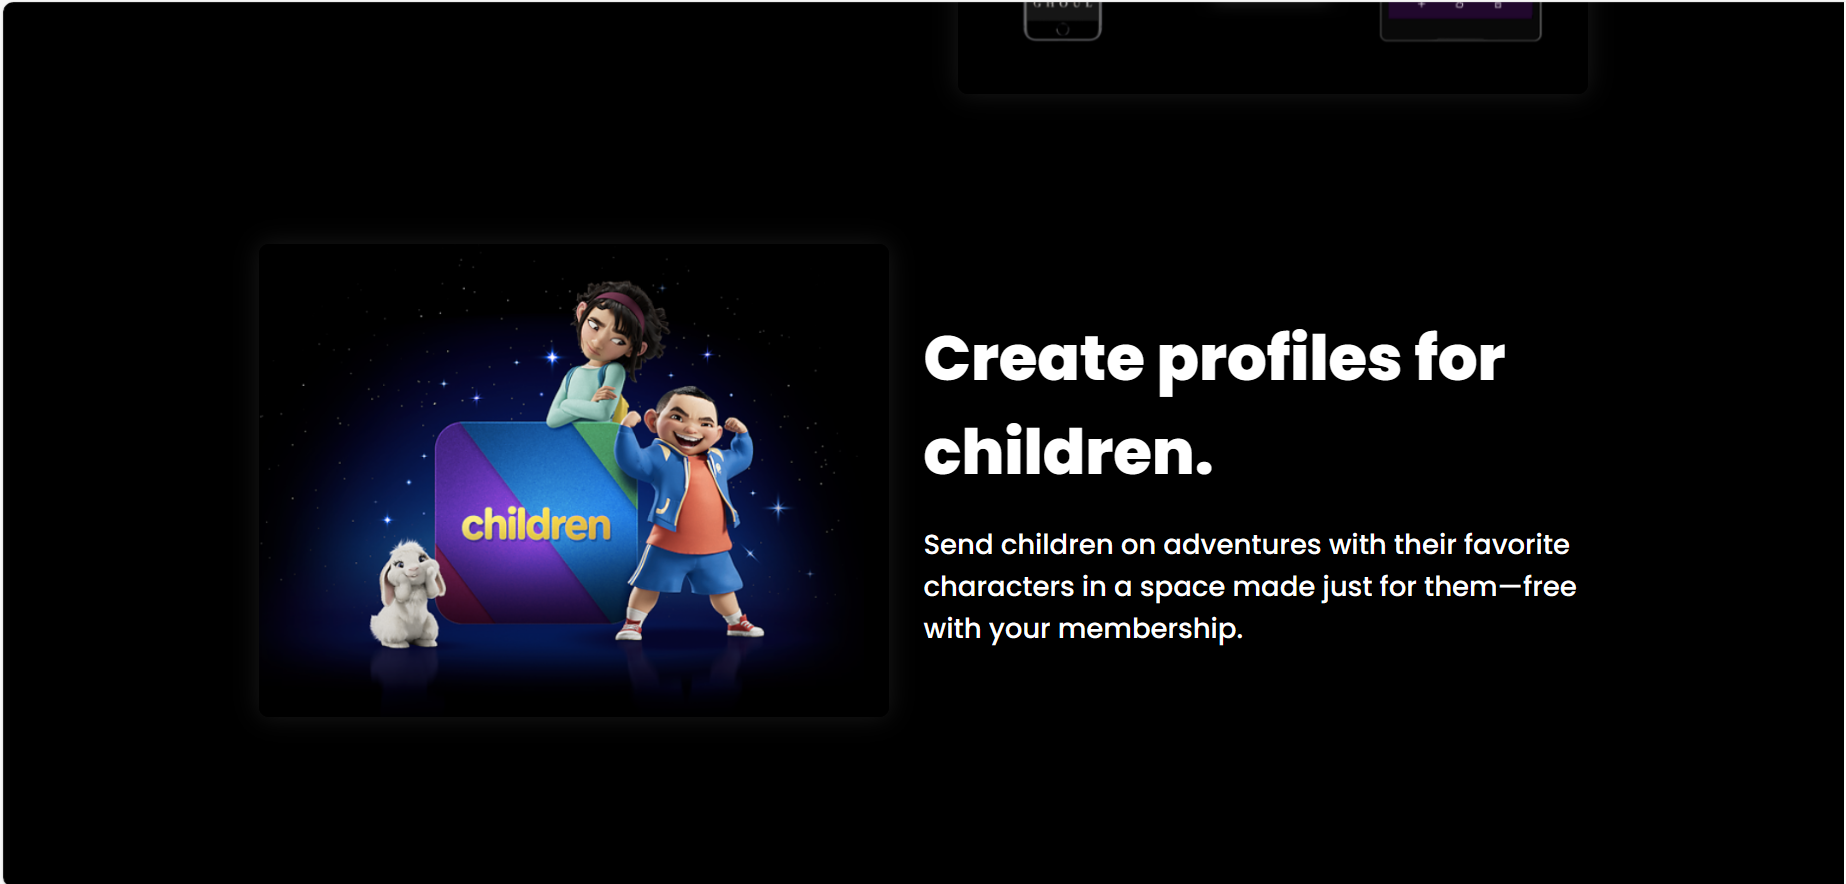 GHOUL
children
Create profiles for
children.
Send children on adventures with their favorite
characters in a space made just for them—free
with your membership.